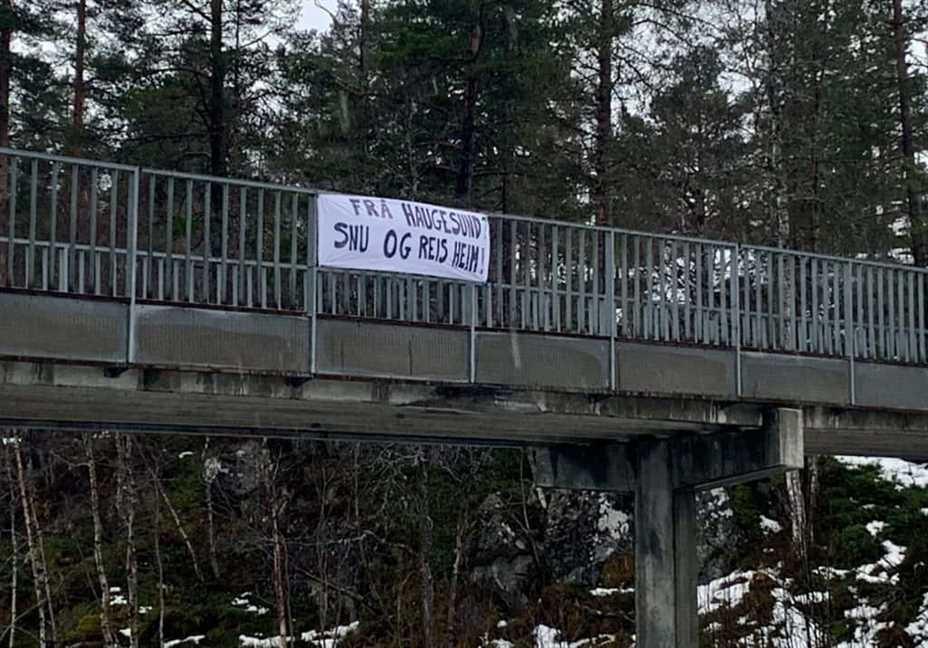 FRÅ HAUGESUND?
SNU OG REIS HEIM!